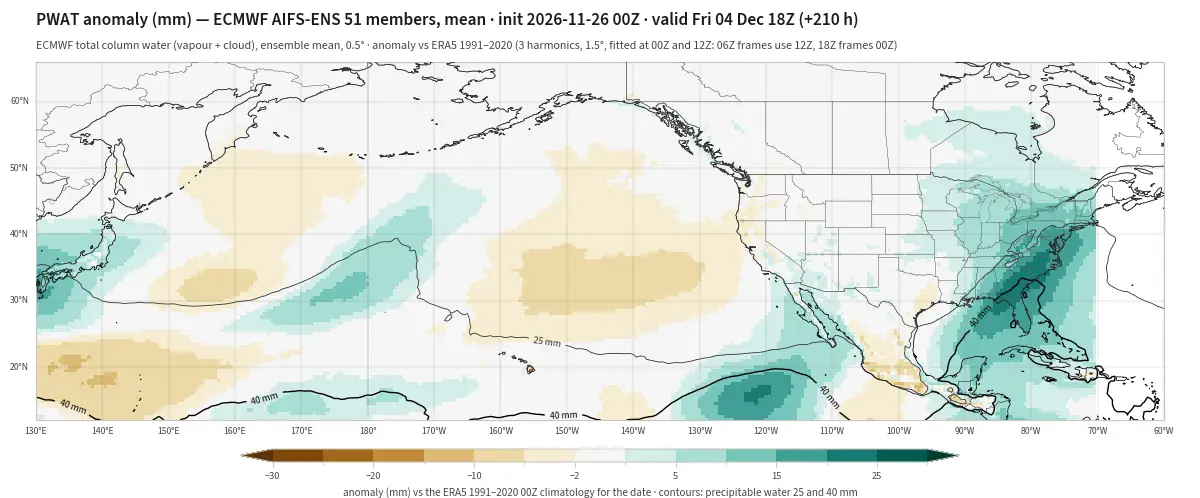 PWAT anomaly (mm) — ECMWF AIFS-ENS 51 members, mean · init 2026-11-26 00Z · valid Fri 04 Dec 18Z (+210 h)
ECMWF total column water (vapour + cloud), ensemble mean, 0.5° · anomaly vs ERA5 1991–2020 (3 harmonics, 1.5°, fitted at 00Z and 12Z: 06Z frames use 12Z, 18Z frames 00Z)
60°N
50°N
40°N
30°N
20°N
40 mm
25 mm
40 mm
40 mm
40 mm
40 mm
130°E 140°E 150°E 160°E 170°E 180° 170°W 160°W 150°W 140°W 130°W 120°W 110°W 100°W 90°W 80°W 70°W 60°W
−30 −20 −10 −2 5 15 25
anomaly (mm) vs the ERA5 1991–2020 00Z climatology for the date · contours: precipitable water 25 and 40 mm